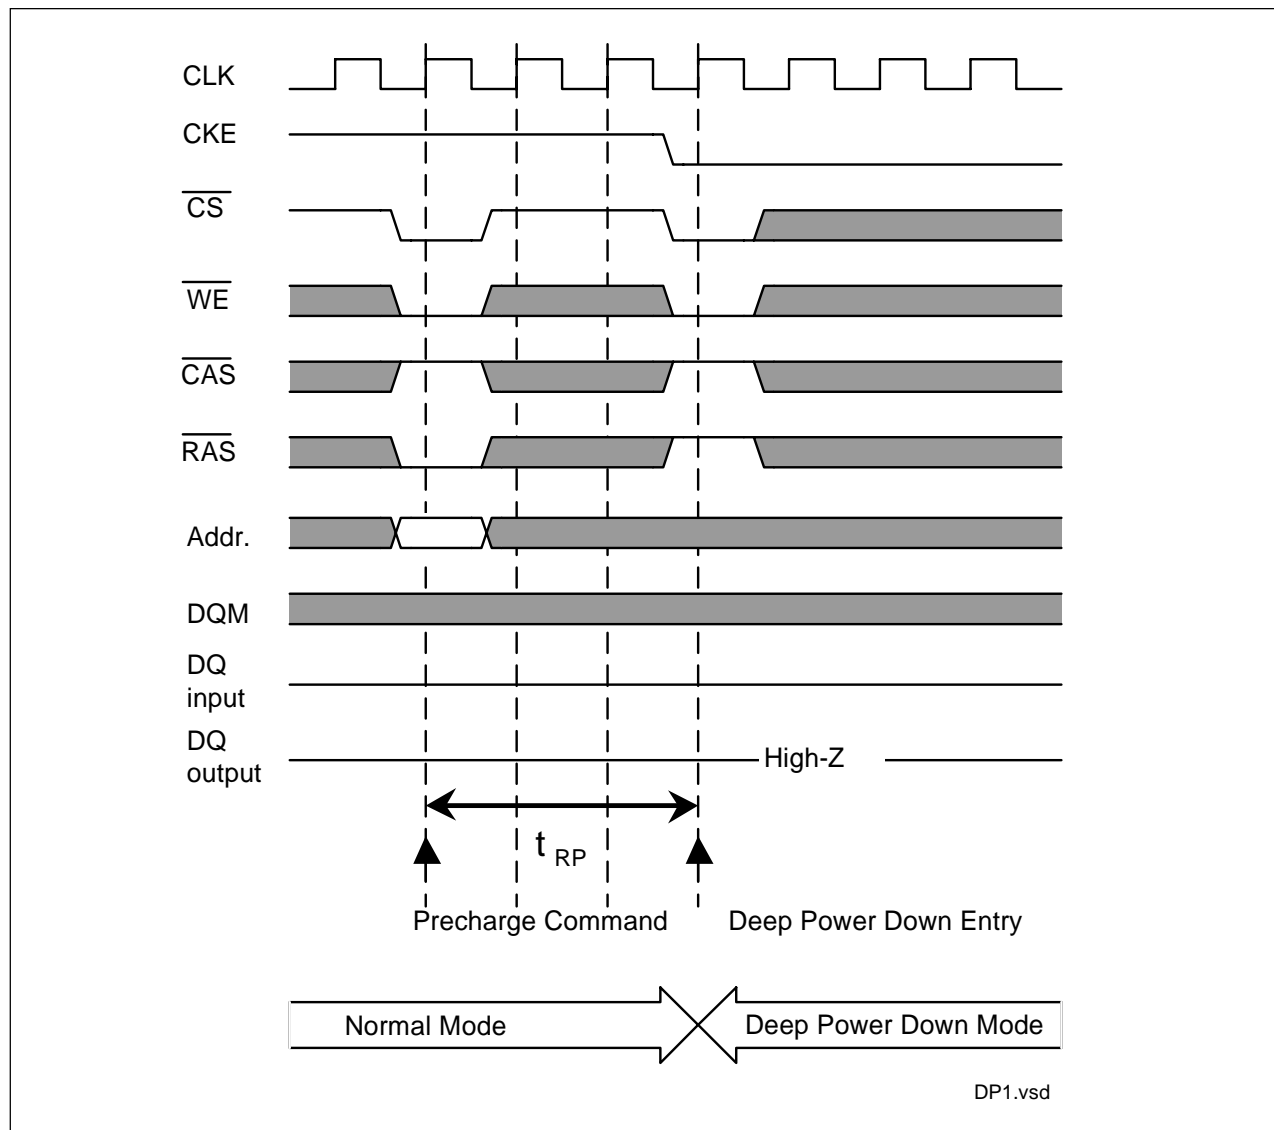 CLK
CKE
CS
WE
CAS
RAS
Addr.
DQM
DQ
input
DQ
output
High-Z
t RP
Precharge Command
Deep Power Down Entry
Normal Mode
Deep Power Down Mode
DP1.vsd